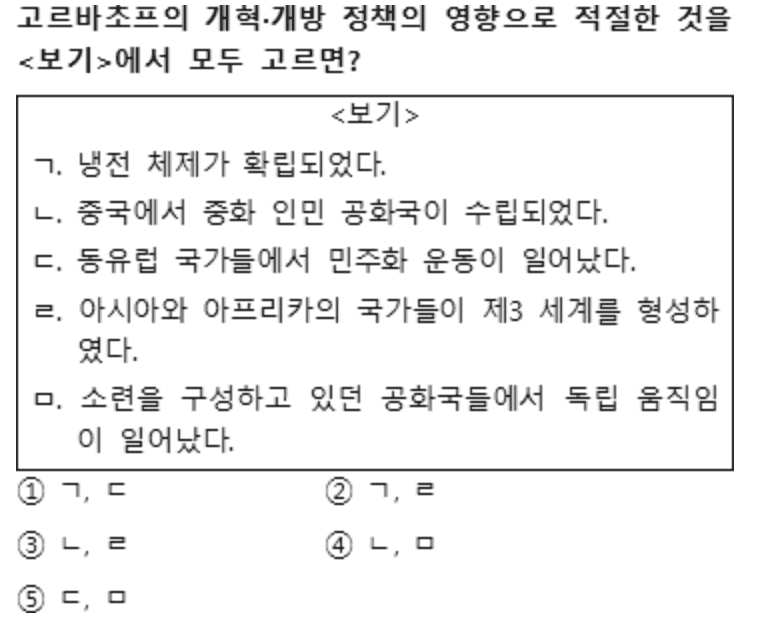 고르바초프의 개혁·개방 정책의 영향으로 적절한 것을
<보기>에서 모두 고르면?
<보기>
ㄱ. 냉전 체제가 확립되었다.
ㄴ. 중국에서 중화 인민 공화국이 수립되었다.
ㄷ. 동유럽 국가들에서 민주화 운동이 일어났다.
ㄹ. 아시아와 아프리카의 국가들이 제3 세계를 형성하
였다.
ㅁ. 소련을 구성하고 있던 공화국들에서 독립 움직임
이 일어났다.
① ㄱ, ㄷ ② ㄱ, ㄹ
③ ㄴ, ㄹ ④ ㄴ, ㅁ
⑤ ㄷ, ㅁ